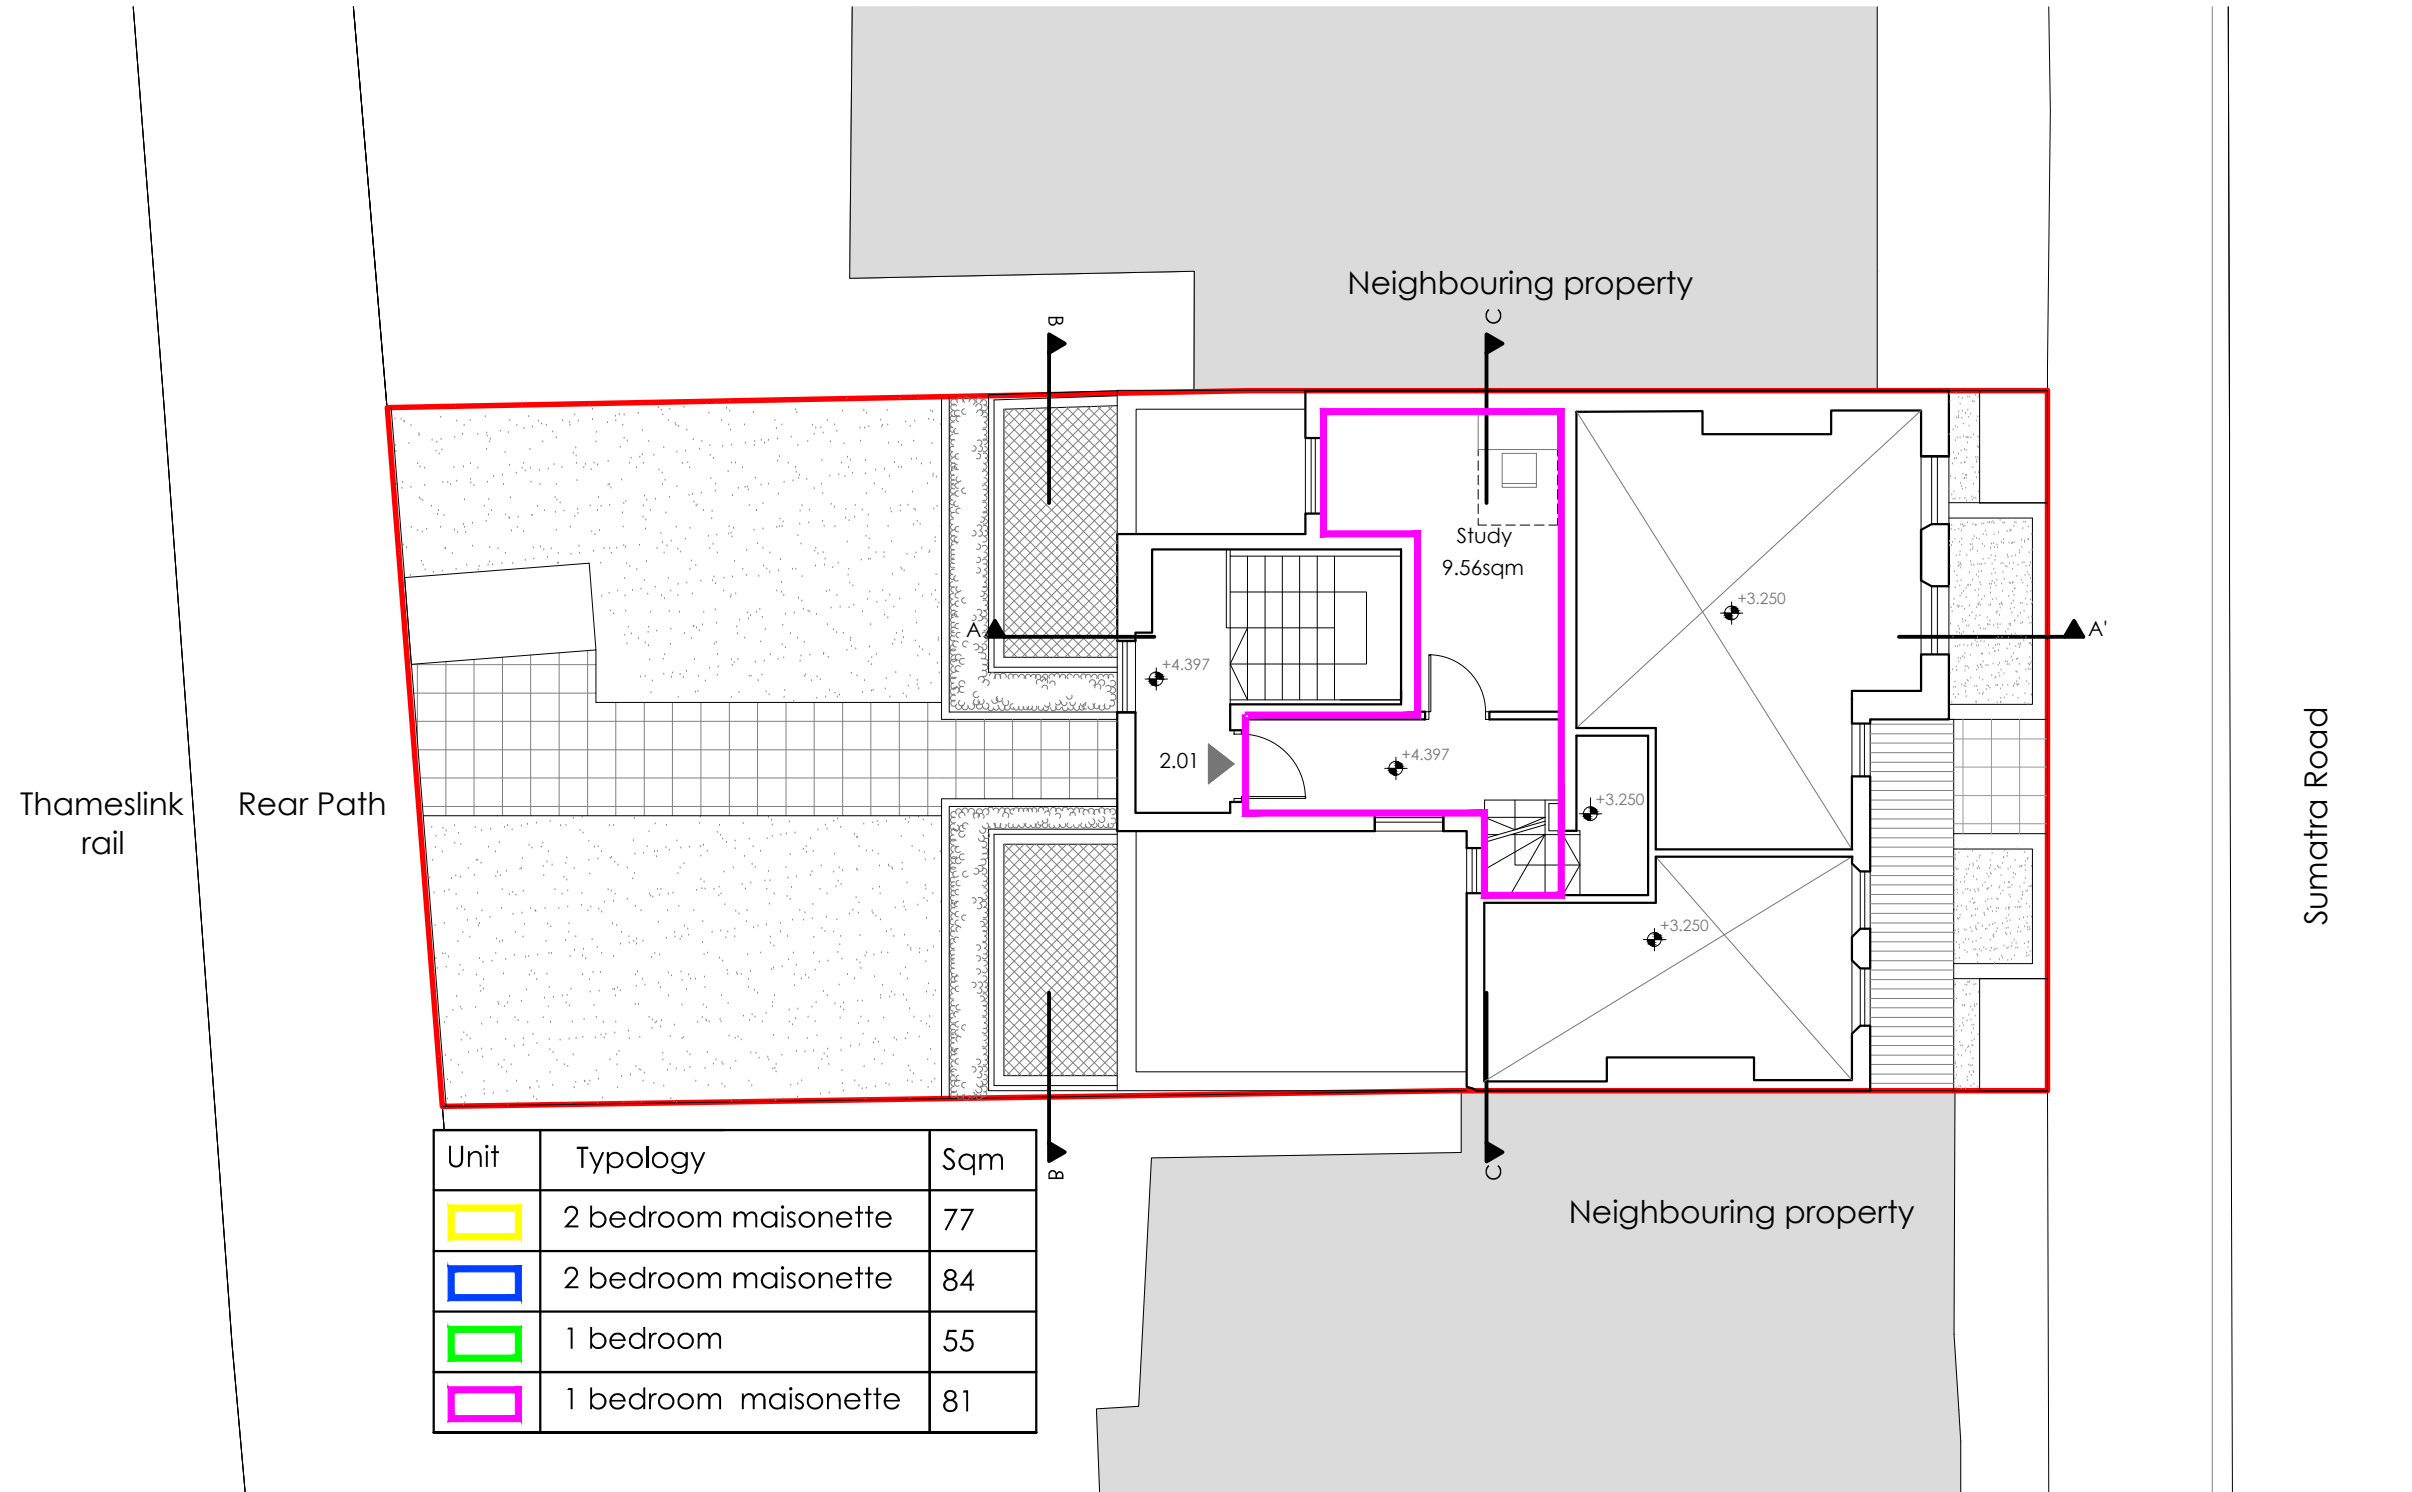 Neighbouring property
B
C
Study
9.56sqm
+3.250
A
A'
+4.397
2.01
+4.397
+3.250
Thameslink
rail
Rear Path
Sumatra Road
+3.250
B
C
Neighbouring property
Unit Typology Sqm
2 bedroom maisonette 77
2 bedroom maisonette 84
1 bedroom 55
1 bedroom maisonette 81